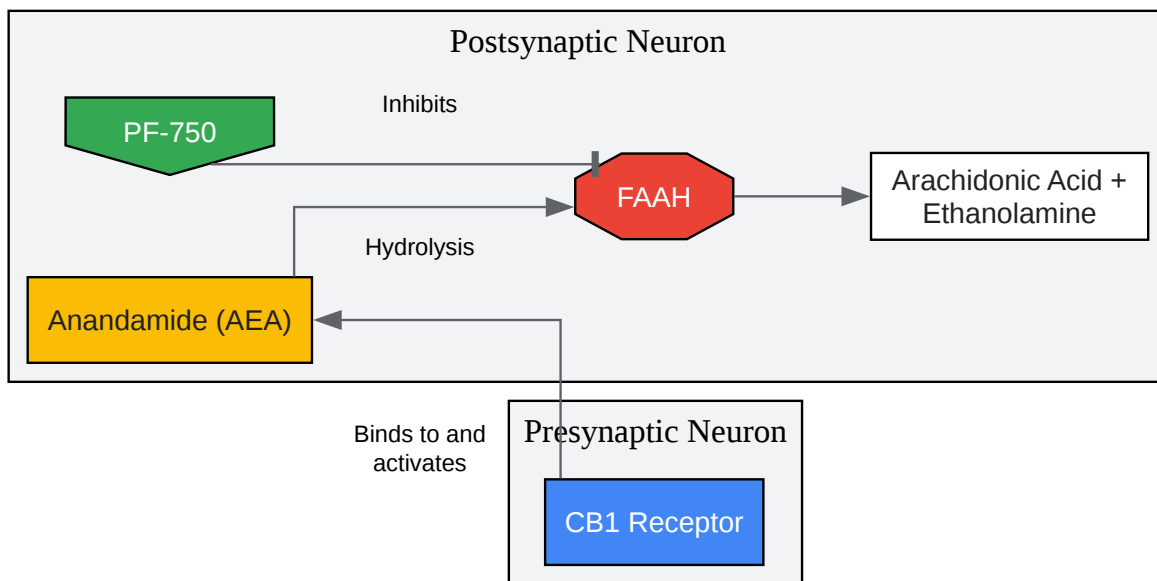 Postsynaptic Neuron
Inhibits
PF-750
FAAH
Arachidonic Acid +
Ethanolamine
Hydrolysis
Anandamide (AEA)
Binds to and
activates
Presynaptic Neuron
CB1 Receptor